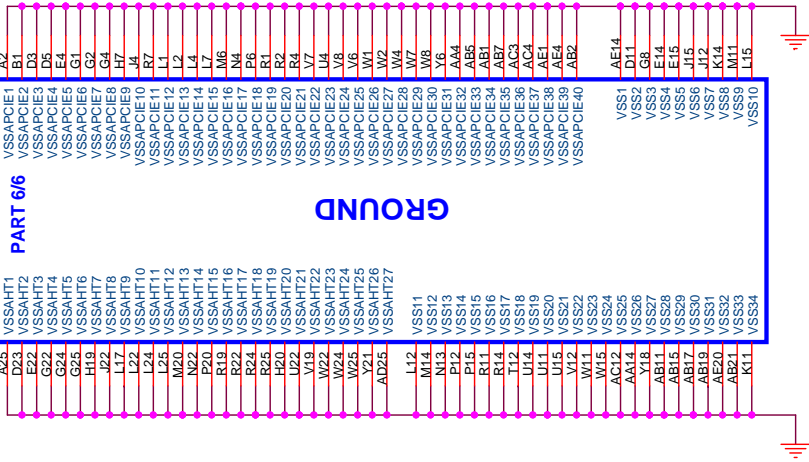 A2
B1
D3
D5
E4
G1
G2
G4
H7
J4
R7
L1
L2
L4
L7
M6
N4
P6
R1
R2
R4
V7
U4
V8
V6
W1
W2
W4
W7
W8
Y6
AA4
AB5
AB1
AB7
AC3
AC4
AE1
AE4
AB2
AE14
D11
G8
E14
E15
J15
J12
K14
M11
L15
VSSAPCIE1
VSSAPCIE2
VSSAPCIE3
VSSAPCIE4
VSSAPCIE5
VSSAPCIE6
VSSAPCIE7
VSSAPCIE8
VSSAPCIE9
VSSAPCIE10
VSSAPCIE11
VSSAPCIE12
VSSAPCIE13
VSSAPCIE14
VSSAPCIE15
VSSAPCIE16
VSSAPCIE17
VSSAPCIE18
VSSAPCIE19
VSSAPCIE20
VSSAPCIE21
VSSAPCIE22
VSSAPCIE23
VSSAPCIE24
VSSAPCIE25
VSSAPCIE26
VSSAPCIE27
VSSAPCIE28
VSSAPCIE29
VSSAPCIE30
VSSAPCIE31
VSSAPCIE32
VSSAPCIE33
VSSAPCIE34
VSSAPCIE35
VSSAPCIE36
VSSAPCIE37
VSSAPCIE38
VSSAPCIE39
VSSAPCIE40
VSS1
VSS2
VSS3
VSS4
VSS5
VSS6
VSS7
VSS8
VSS9
VSS10
PART 6/6
GROUND
VSSAHT1
VSSAHT2
VSSAHT3
VSSAHT4
VSSAHT5
VSSAHT6
VSSAHT7
VSSAHT8
VSSAHT9
VSSAHT10
VSSAHT11
VSSAHT12
VSSAHT13
VSSAHT14
VSSAHT15
VSSAHT16
VSSAHT17
VSSAHT18
VSSAHT19
VSSAHT20
VSSAHT21
VSSAHT22
VSSAHT23
VSSAHT24
VSSAHT25
VSSAHT26
VSSAHT27
VSS11
VSS12
VSS13
VSS14
VSS15
VSS16
VSS17
VSS18
VSS19
VSS20
VSS21
VSS22
VSS23
VSS24
VSS25
VSS26
VSS27
VSS28
VSS29
VSS30
VSS31
VSS32
VSS33
VSS34
A25
D23
E22
G22
G24
G25
H19
J22
L17
L22
L24
L25
M20
N22
P20
R19
R22
R24
R25
H20
U22
V19
W22
W24
W25
Y21
AD25
L12
M14
N13
P12
P15
R11
R14
T12
U14
U11
U15
V12
W11
W15
AC12
AA14
Y18
AB11
AB15
AB17
AB19
AE20
AB21
K11